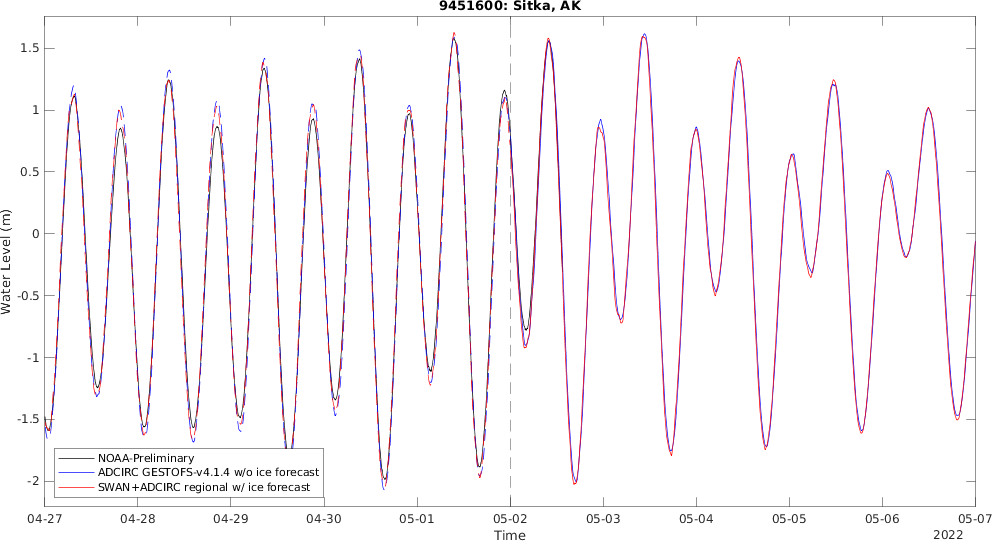 9451600: Sitka, AK
Water Level (m)
1.5
1
0.5
0
-0.5
-1
-1.5
-2
NOAA-Preliminary
ADCIRC GESTOFS-v4.1.4 w/o ice forecast
SWAN+ADCIRC regional w/ ice forecast
04-27 04-28 04-29 04-30 05-01 05-02 05-03 05-04 05-05 05-06 05-07
Time
2022